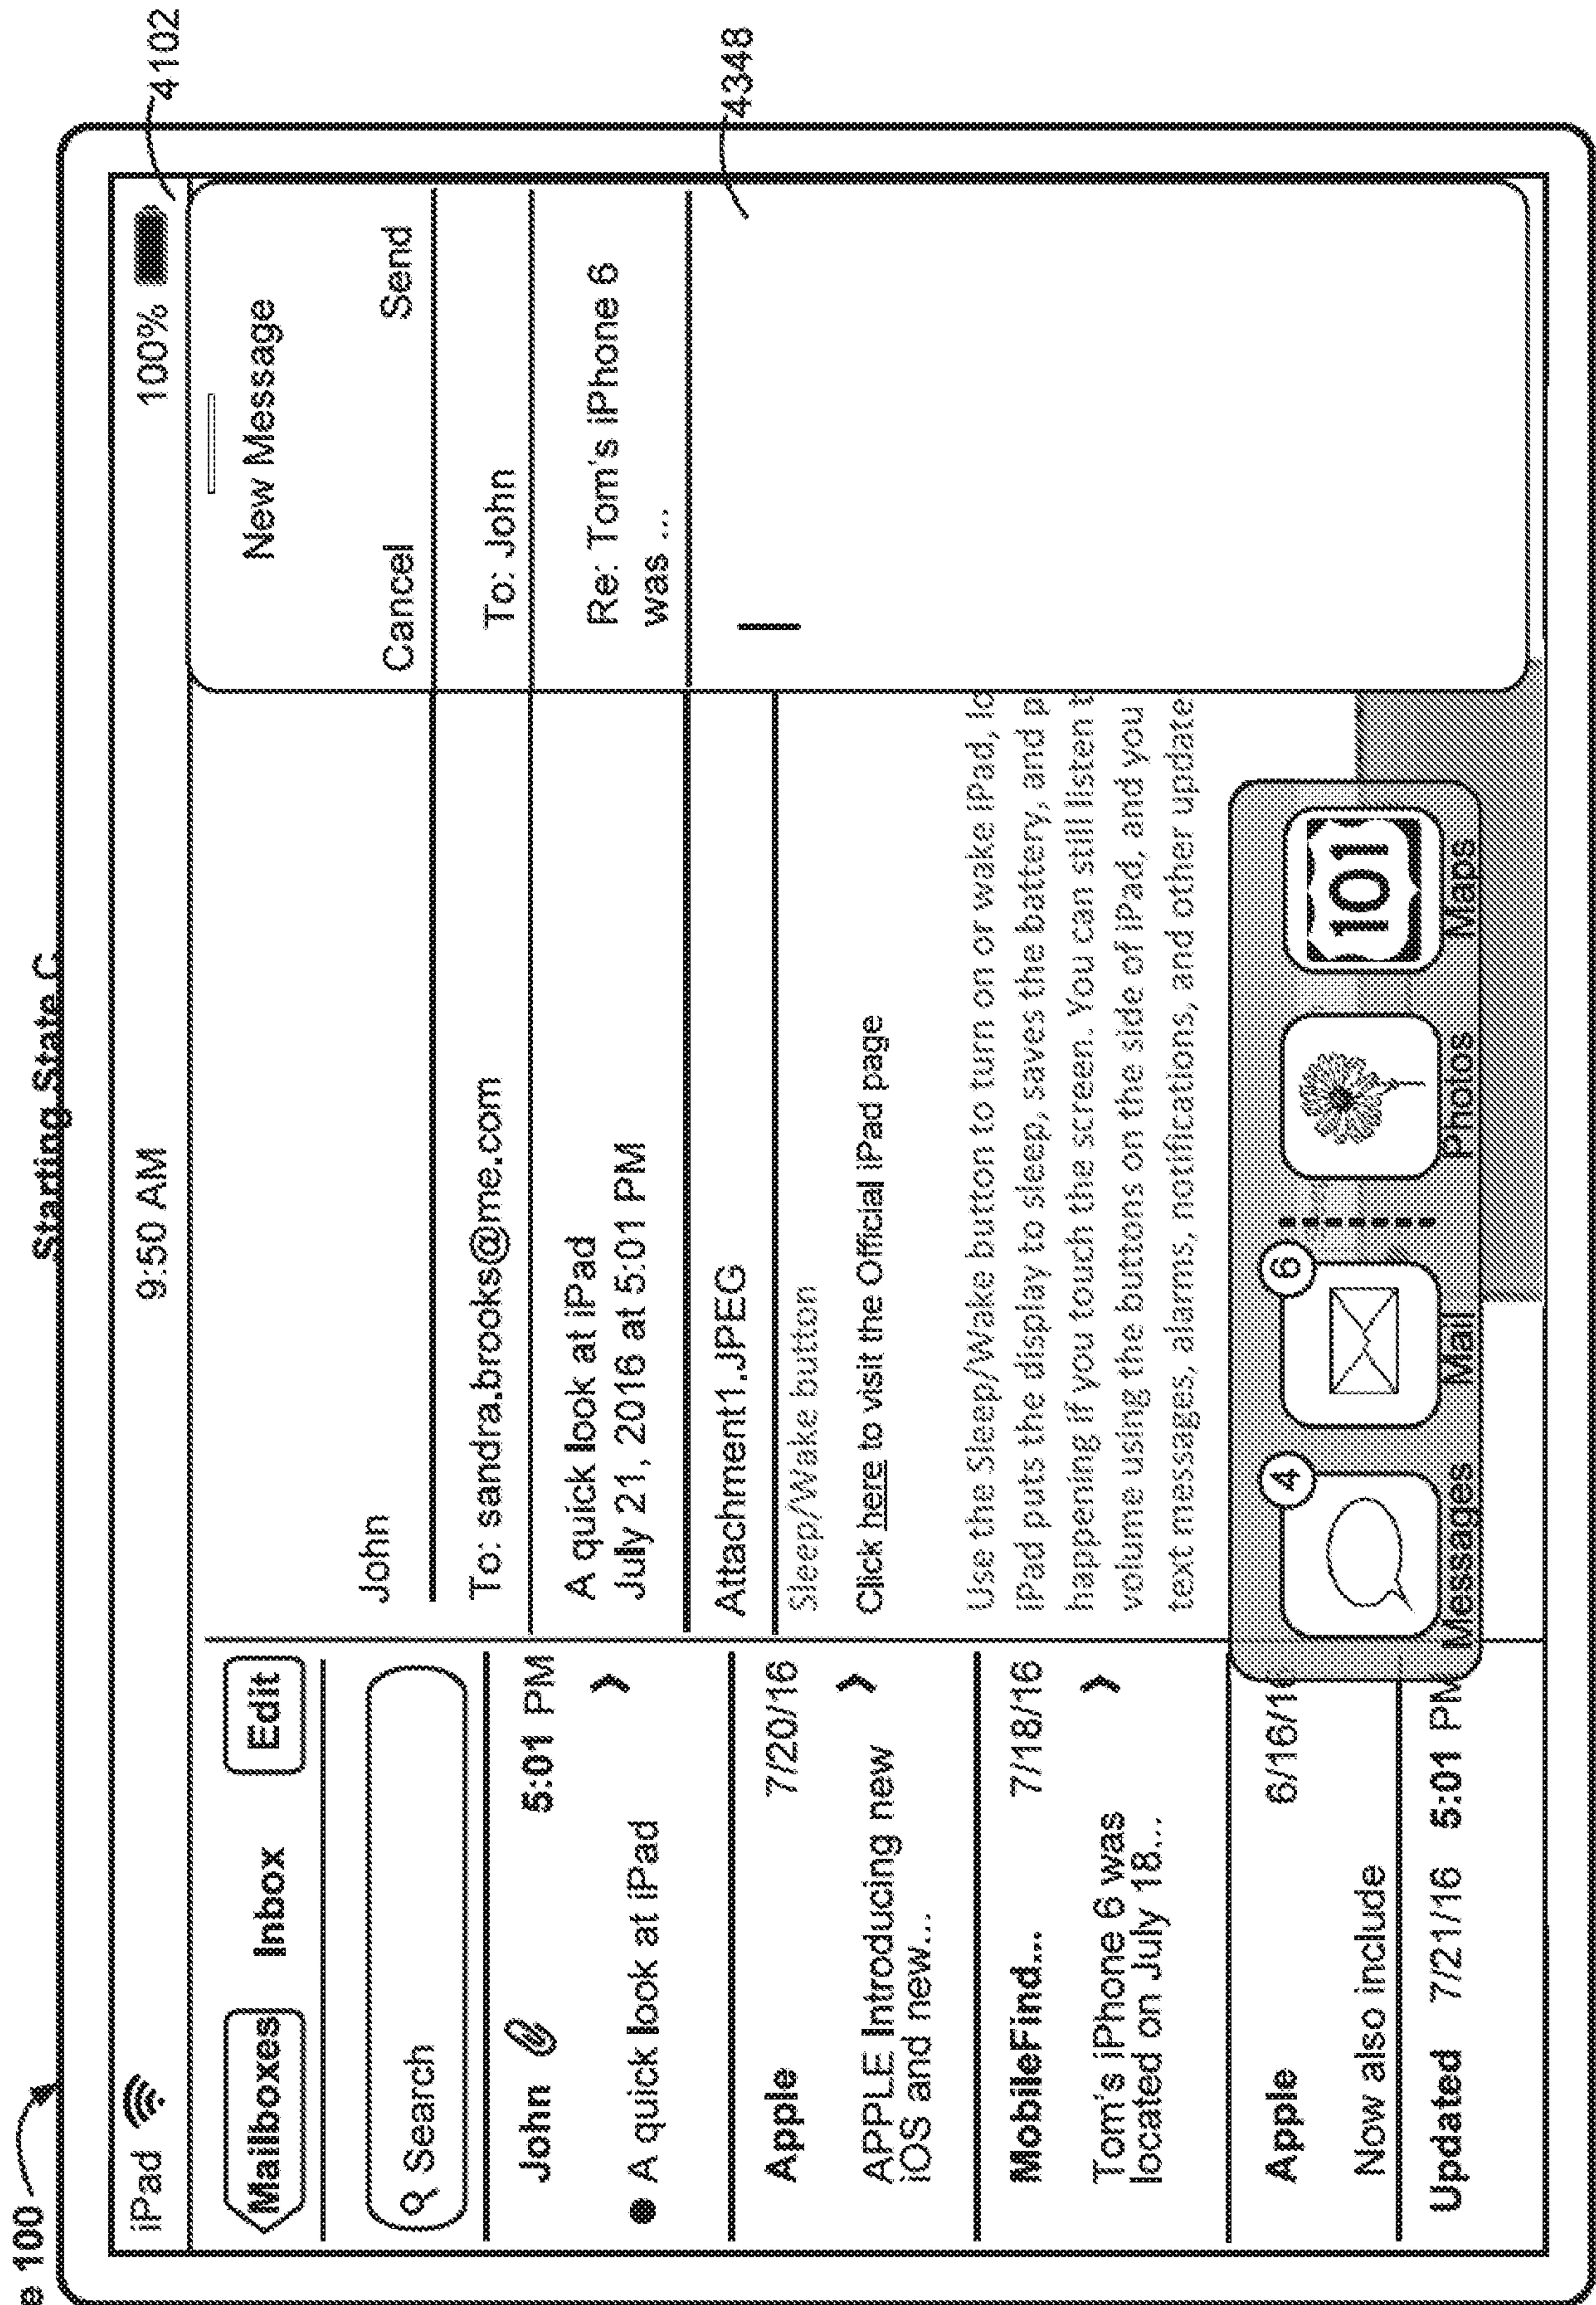 Starting State C
e 100
4102
4348
iPad
9:50 AM
100%
Mailboxes
Inbox
Edit
Search
John
5:01 PM
A quick look at iPad
Apple
7/20/16
APPLE Introducing new
iOS and new...
MobileFind...
7/18/16
Tom's iPhone 6 was
located on July 18...
Apple
6/16/1
Now also include
Updated 7/21/16 5:01 PM
John
To: sandra.brooks@me.com
A quick look at iPad
July 21, 2016 at 5:01 PM
Attachment1.JPEG
Sleep/Wake button
Click here to visit the Official iPad page
Use the Sleep/Wake button to turn on or wake iPad, lo
iPad puts the display to sleep, saves the battery, and p
happening if you touch the screen. You can still listen t
volume using the buttons on the side of iPad, and you
text messages, alarms, notifications, and other update
4
6
101
Messages
Mail
Photos
Maps
New Message
Cancel
Send
To: John
Re: Tom's iPhone 6
was ...